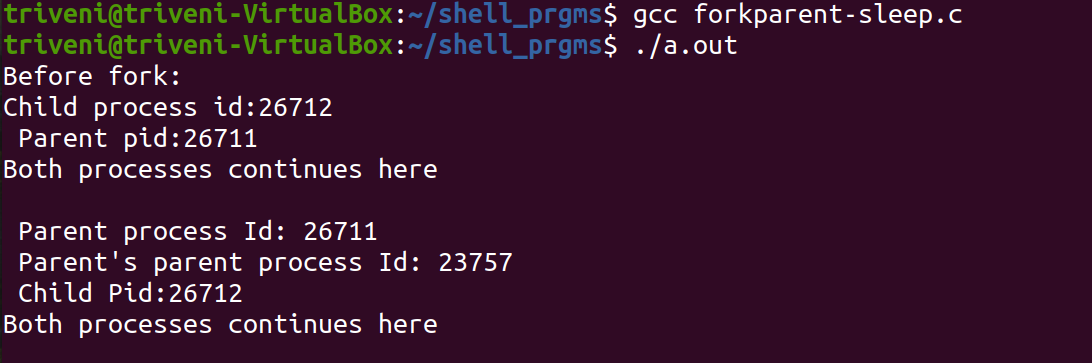 triveni@triveni-VirtualBox:~/shell_prgms$ gcc forkparent-sleep.c
triveni@triveni-VirtualBox:~/shell_prgms$ ./a.out
Before fork:
Child process id:26712
 Parent pid:26711
Both processes continues here

 Parent process Id: 26711
 Parent's parent process Id: 23757
 Child Pid:26712
Both processes continues here